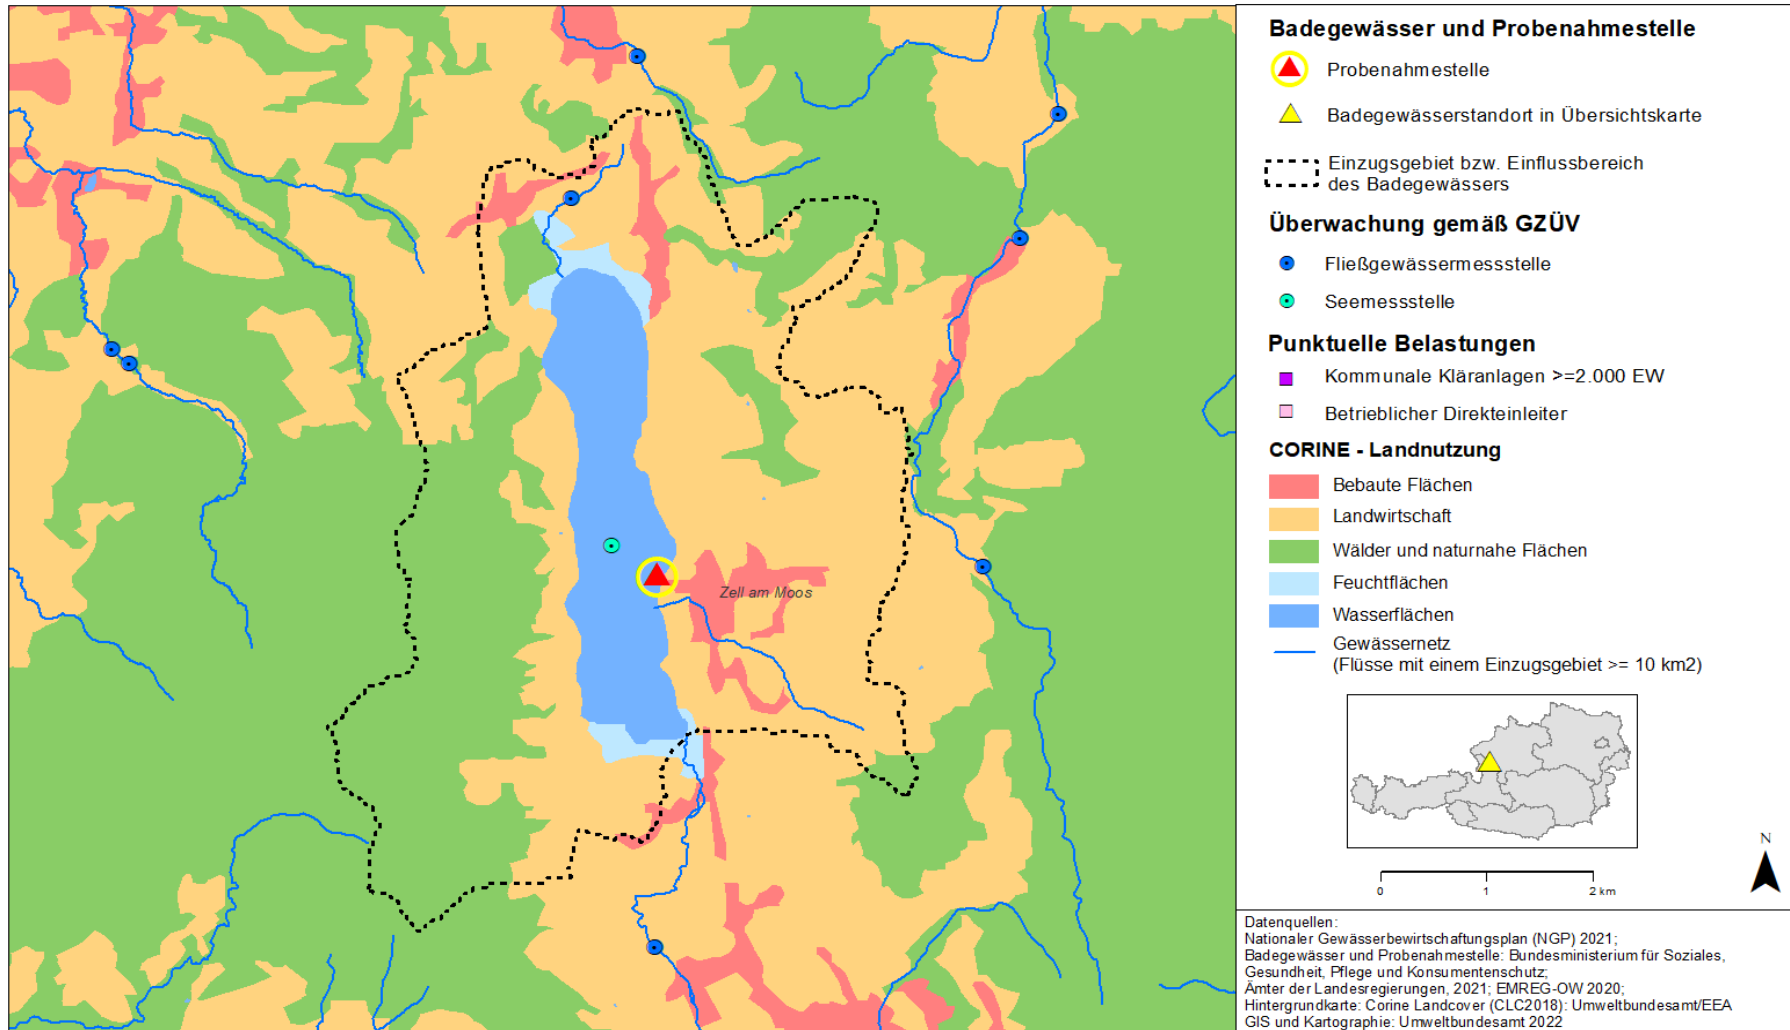 Zell am Moos
Badegewässer und Probenahmestelle
Probenahmestelle
Badegewässerstandort in Übersichtskarte
Einzugsgebiet bzw. Einflussbereich
des Badegewässers
Überwachung gemäß GZÜV
Fließgewässermessstelle
Seemessstelle
Punktuelle Belastungen
Kommunale Kläranlagen >=2.000 EW
Betrieblicher Direkteinleiter
CORINE - Landnutzung
Bebaute Flächen
Landwirtschaft
Wälder und naturnahe Flächen
Feuchtflächen
Wasserflächen
Gewässernetz
(Flüsse mit einem Einzugsgebiet >= 10 km2)
N
0 1 2 km
Datenquellen:
Nationaler Gewässerbewirtschaftungsplan (NGP) 2021;
Badegewässer und Probenahmestelle: Bundesministerium für Soziales,
Gesundheit, Pflege und Konsumentenschutz;
Ämter der Landesregierungen, 2021; EMREG-OW 2020;
Hintergrundkarte: Corine Landcover (CLC2018): Umweltbundesamt/EEA
GIS und Kartographie: Umweltbundesamt 2022